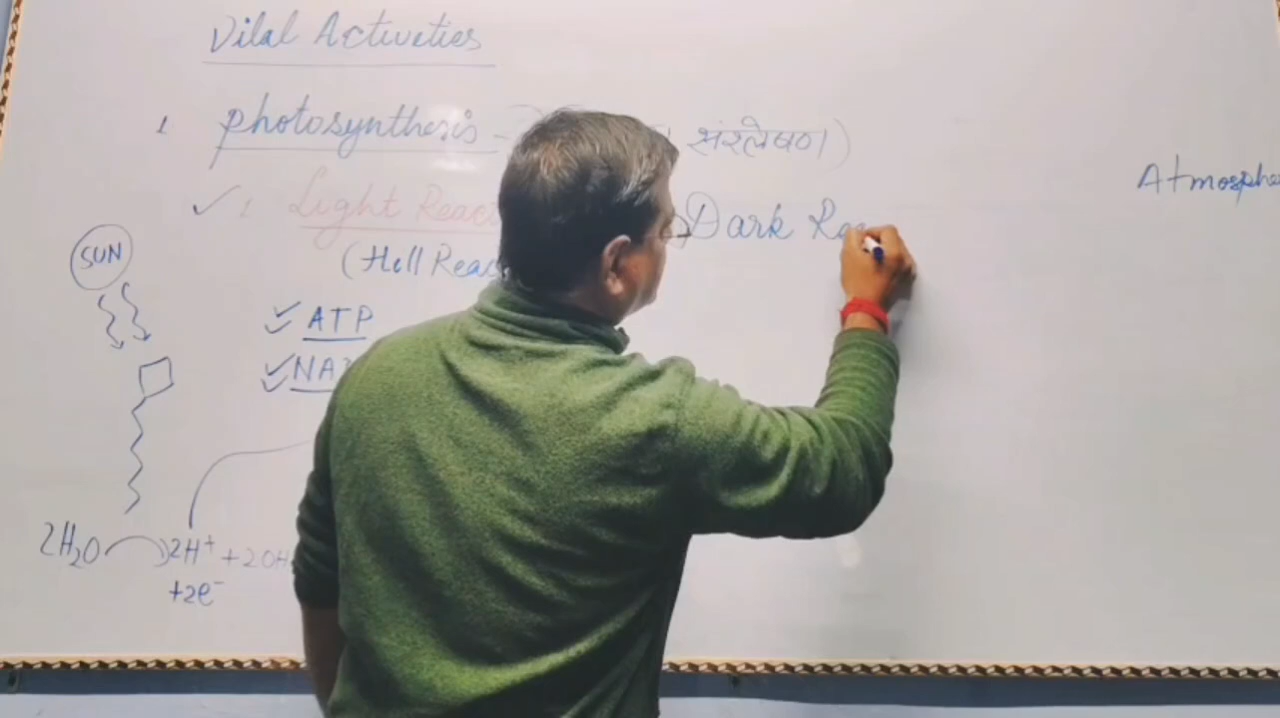 Vital Activeties
1. photosynthesis - संश्लेषण)
Atmosphe
✓ 1. Light Reac Dark Rea
SUN
(Hell Reac
✓ ATP
✓ NA
2H₂O 2H⁺ + 2OH
+2e⁻